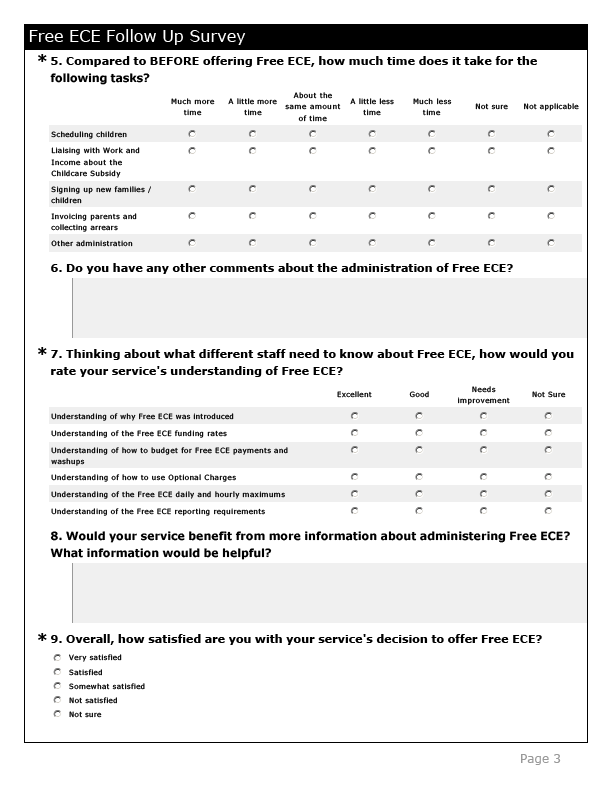 Free ECE Follow Up Survey
* 5. Compared to BEFORE offering Free ECE, how much time does it take for the
following tasks?
Much more time
A little more time
About the same amount of time
A little less time
Much less time
Not sure
Not applicable
Scheduling children
Liaising with Work and
Income about the
Childcare Subsidy
Signing up new families /
children
Invoicing parents and
collecting arrears
Other administration
6. Do you have any other comments about the administration of Free ECE?
* 7. Thinking about what different staff need to know about Free ECE, how would you
rate your service's understanding of Free ECE?
Excellent
Good
Needs improvement
Not Sure
Understanding of why Free ECE was introduced
Understanding of the Free ECE funding rates
Understanding of how to budget for Free ECE payments and
washups
Understanding of how to use Optional Charges
Understanding of the Free ECE daily and hourly maximums
Understanding of the Free ECE reporting requirements
8. Would your service benefit from more information about administering Free ECE?
What information would be helpful?
* 9. Overall, how satisfied are you with your service's decision to offer Free ECE?
Very satisfied
Satisfied
Somewhat satisfied
Not satisfied
Not sure
Page 3